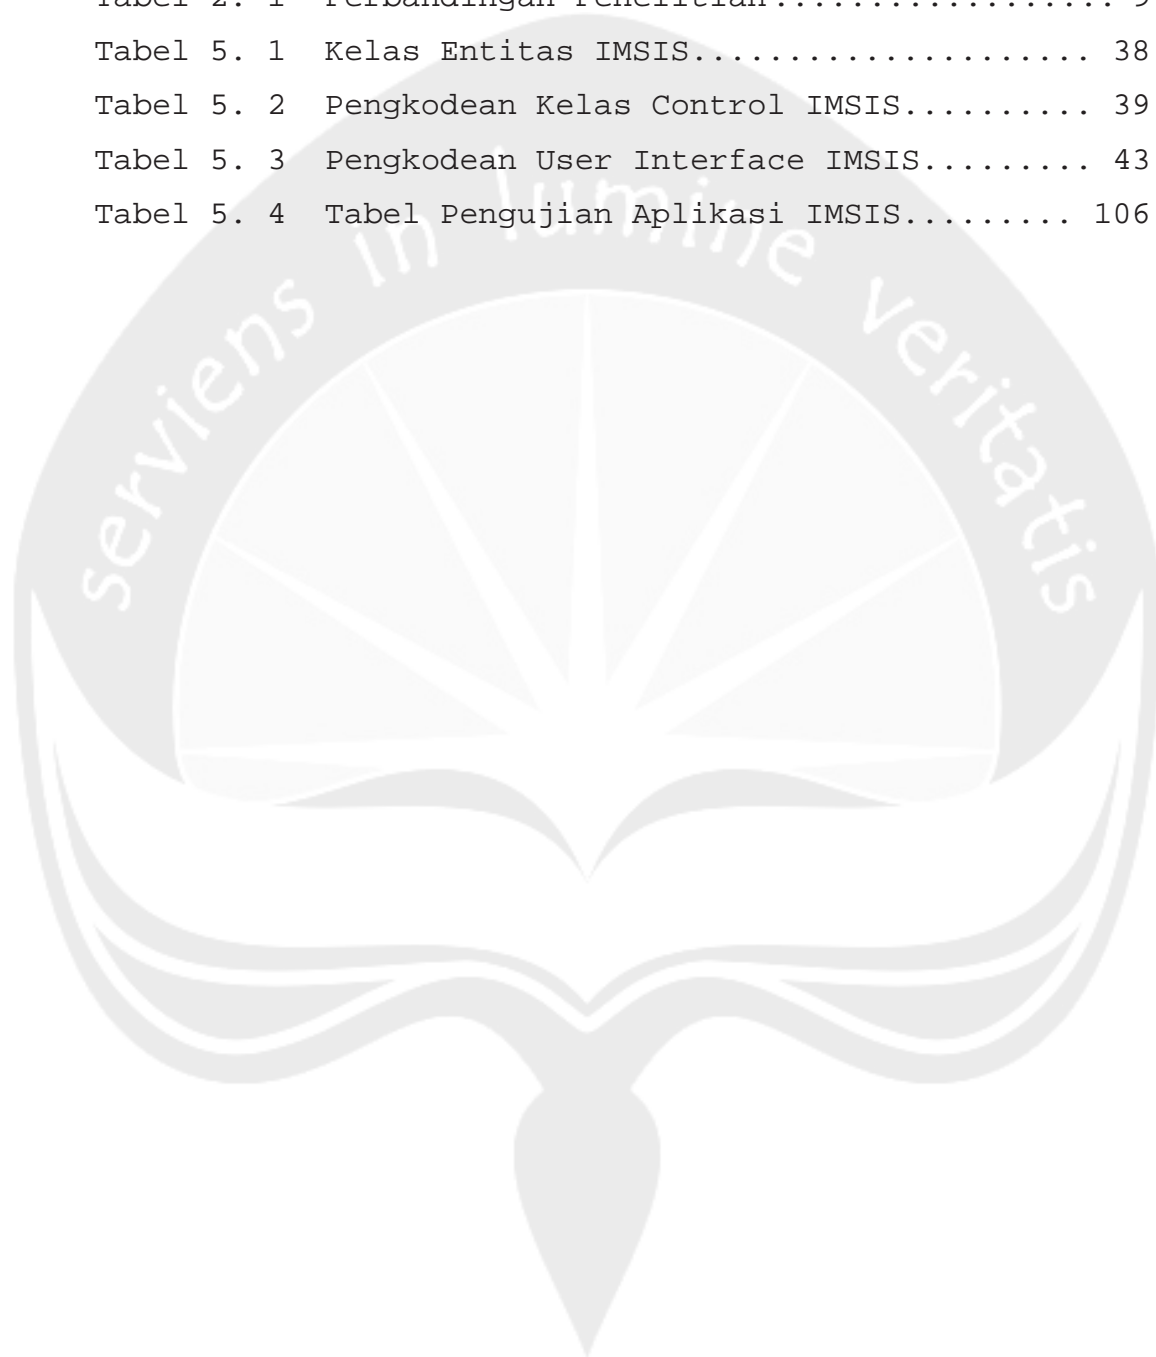 Tabel 2. 1  Perbandingan Penelitian.................. 9
Tabel 5. 1  Kelas Entitas IMSIS..................... 38
Tabel 5. 2  Pengkodean Kelas Control IMSIS.......... 39
Tabel 5. 3  Pengkodean User Interface IMSIS......... 43
Tabel 5. 4  Tabel Pengujian Aplikasi IMSIS......... 106
serviens in lumine veritatis